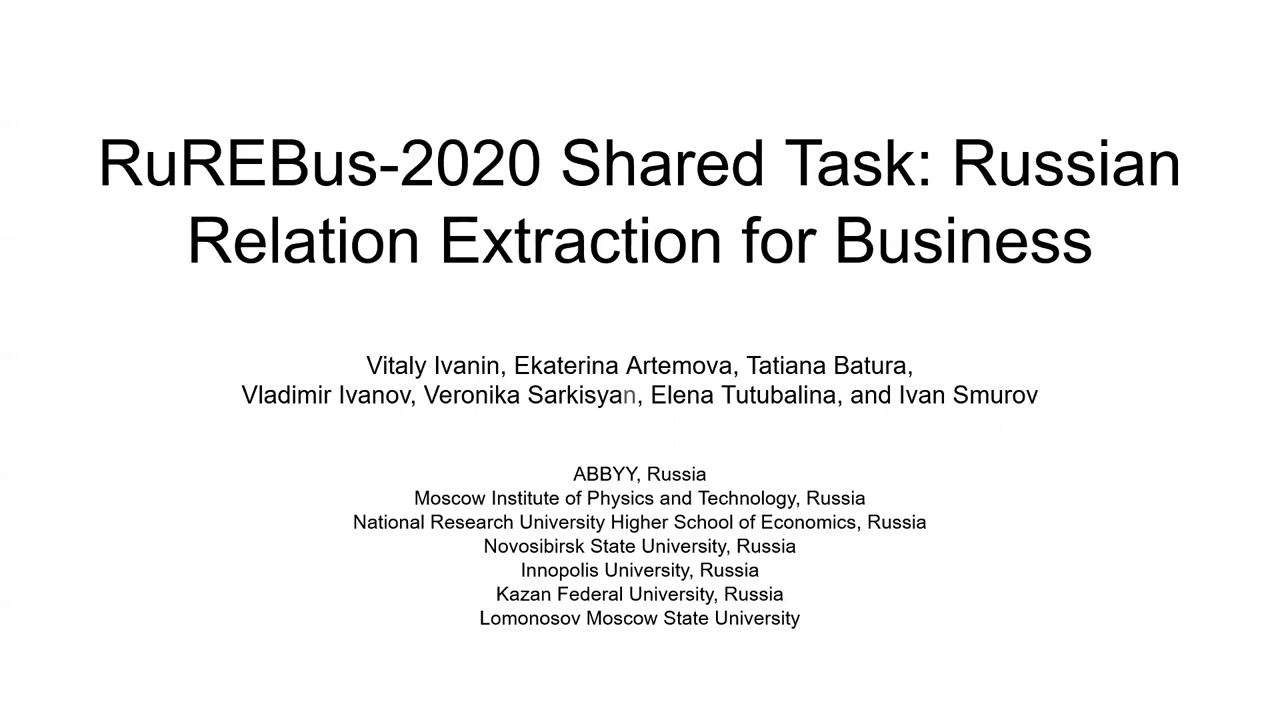 RuREBus-2020 Shared Task: Russian
Relation Extraction for Business
Vitaly Ivanin, Ekaterina Artemova, Tatiana Batura,
Vladimir Ivanov, Veronika Sarkisyan, Elena Tutubalina, and Ivan Smurov
ABBYY, Russia
Moscow Institute of Physics and Technology, Russia
National Research University Higher School of Economics, Russia
Novosibirsk State University, Russia
Innopolis University, Russia
Kazan Federal University, Russia
Lomonosov Moscow State University